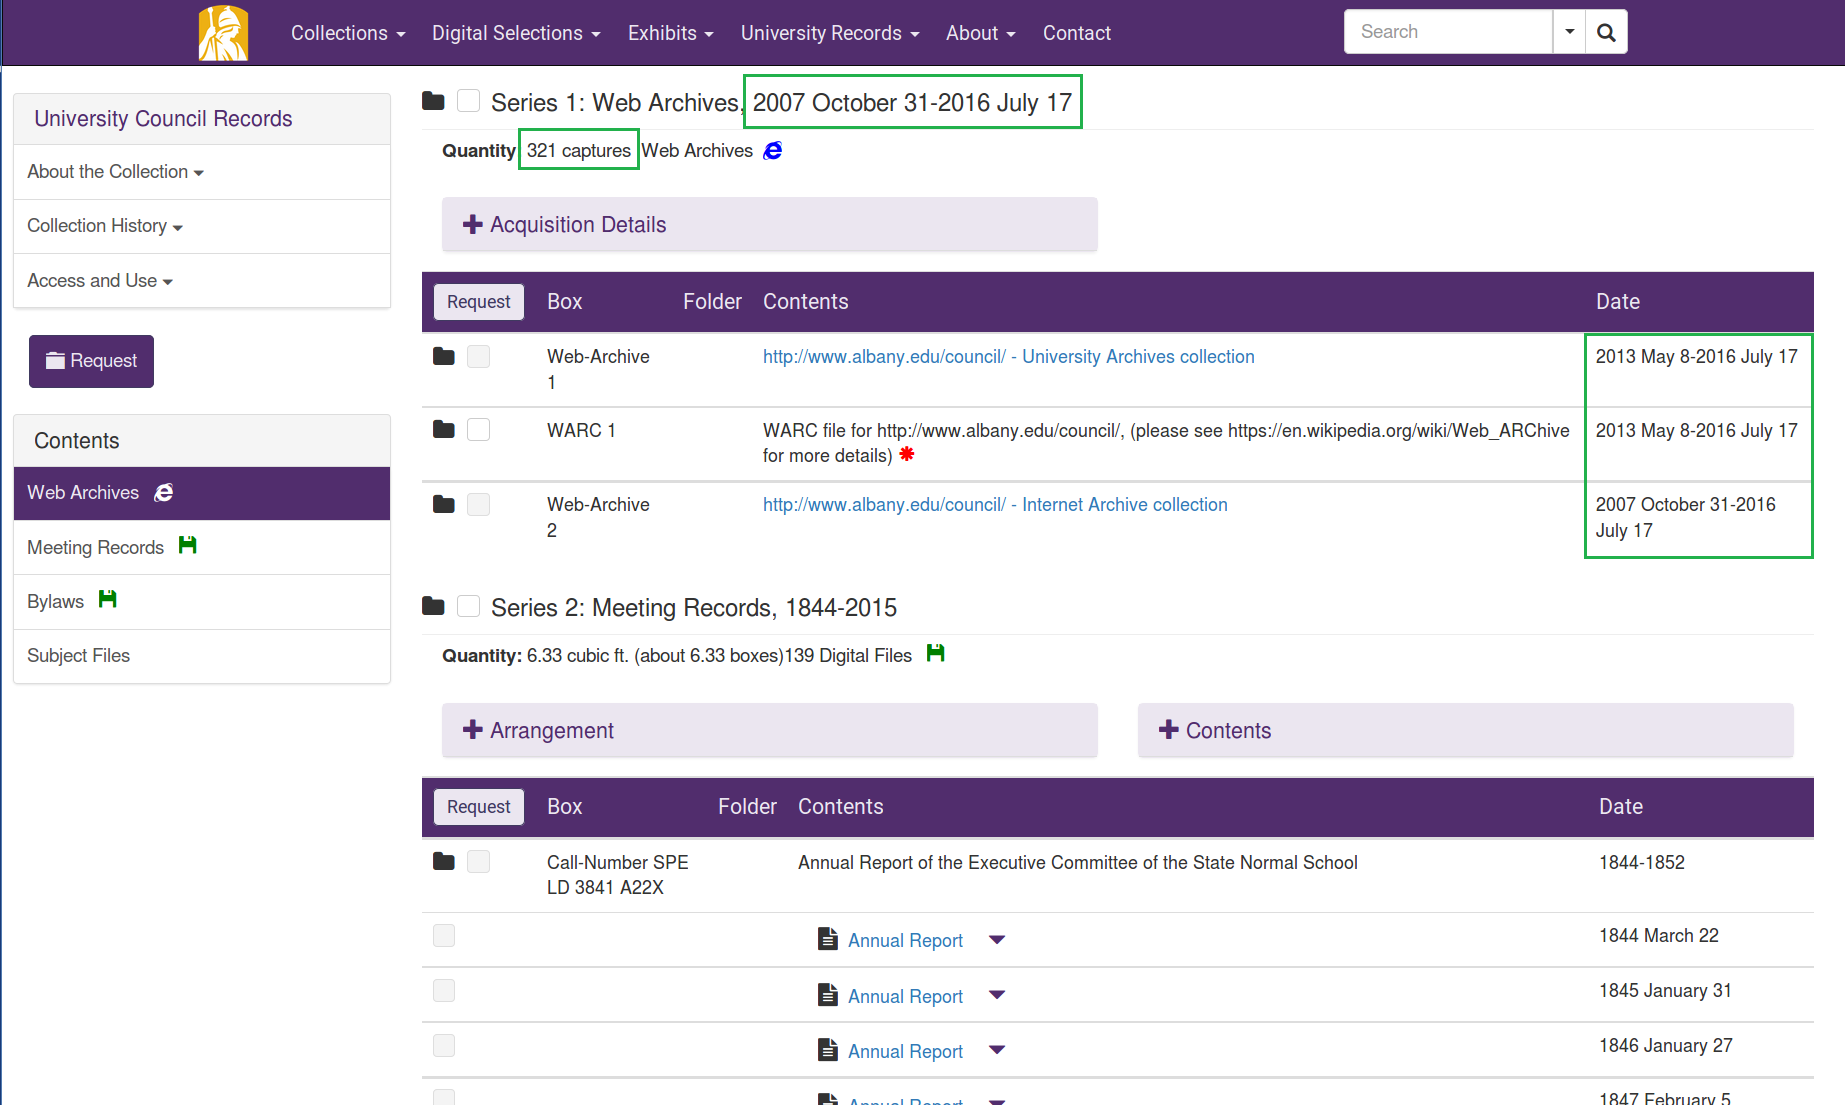 Collections Digital Selections Exhibits University Records About Contact Search
University Council Records
About the Collection
Collection History
Access and Use
Request
Contents
Web Archives
Meeting Records
Bylaws
Subject Files
Series 1: Web Archives, 2007 October 31-2016 July 17
Quantity 321 captures Web Archives
Acquisition Details
Request Box Folder Contents Date
Web-Archive http://www.albany.edu/council/ - University Archives collection 2013 May 8-2016 July 17
1
WARC 1 WARC file for http://www.albany.edu/council/, (please see https://en.wikipedia.org/wiki/Web_ARChive 2013 May 8-2016 July 17
for more details)
Web-Archive http://www.albany.edu/council/ - Internet Archive collection 2007 October 31-2016
2 July 17
Series 2: Meeting Records, 1844-2015
Quantity: 6.33 cubic ft. (about 6.33 boxes)139 Digital Files
Arrangement Contents
Request Box Folder Contents Date
Call-Number SPE Annual Report of the Executive Committee of the State Normal School 1844-1852
LD 3841 A22X
Annual Report 1844 March 22
Annual Report 1845 January 31
Annual Report 1846 January 27
Annual Report 1847 February 5